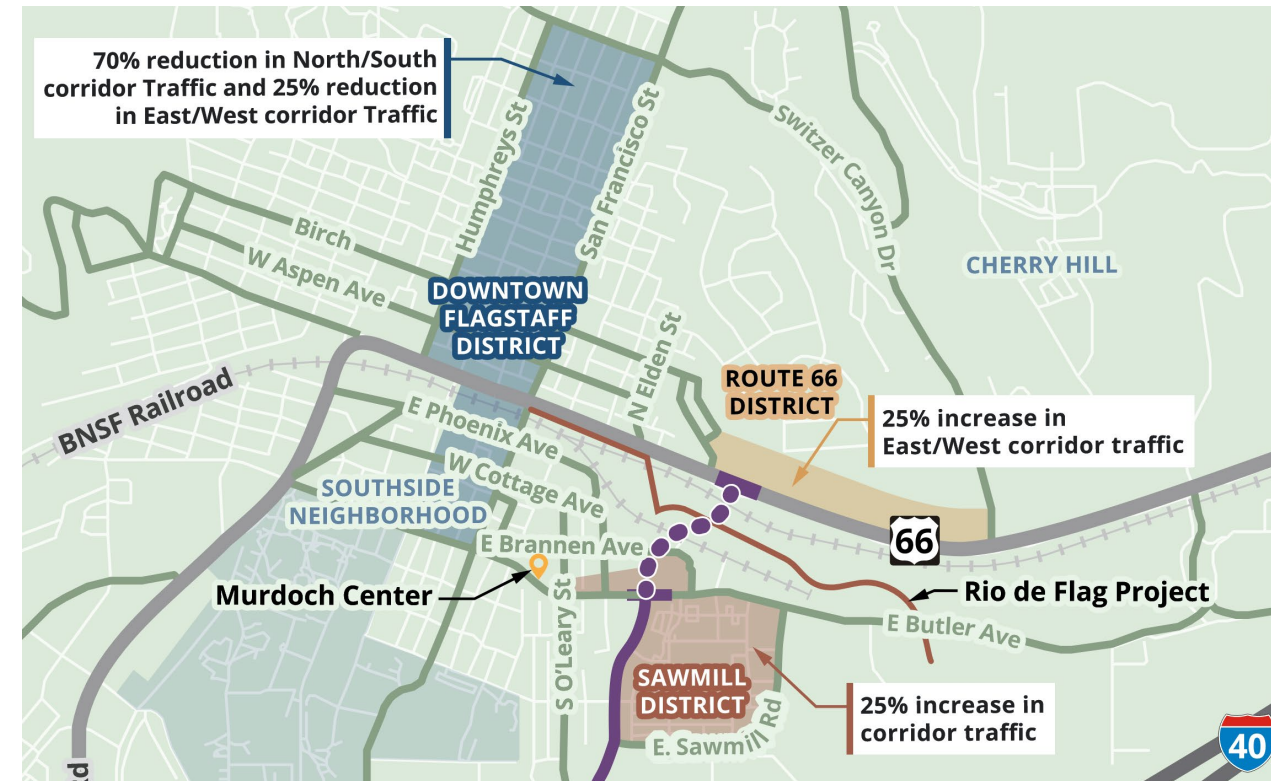 70% reduction in North/South
corridor Traffic and 25% reduction
in East/West corridor Traffic
Humphreys St
San Francisco St
Switzer Canyon Dr
Birch
W Aspen Ave
CHERRY HILL
DOWNTOWN
FLAGSTAFF
DISTRICT
N Elden St
ROUTE 66
DISTRICT
25% increase in
East/West corridor traffic
BNSF Railroad
E Phoenix Ave
W Cottage Ave
SOUTHSIDE
NEIGHBORHOOD
E Brannen Ave
66
Murdoch Center
Rio de Flag Project
E Butler Ave
S O'Leary St
SAWMILL
DISTRICT
25% increase in
corridor traffic
E. Sawmill Rd
40